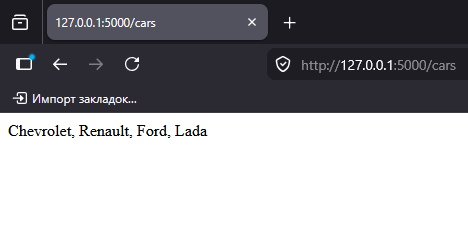 127.0.0.1:5000/cars
http://127.0.0.1:5000/cars
Импорт закладок...
Chevrolet, Renault, Ford, Lada